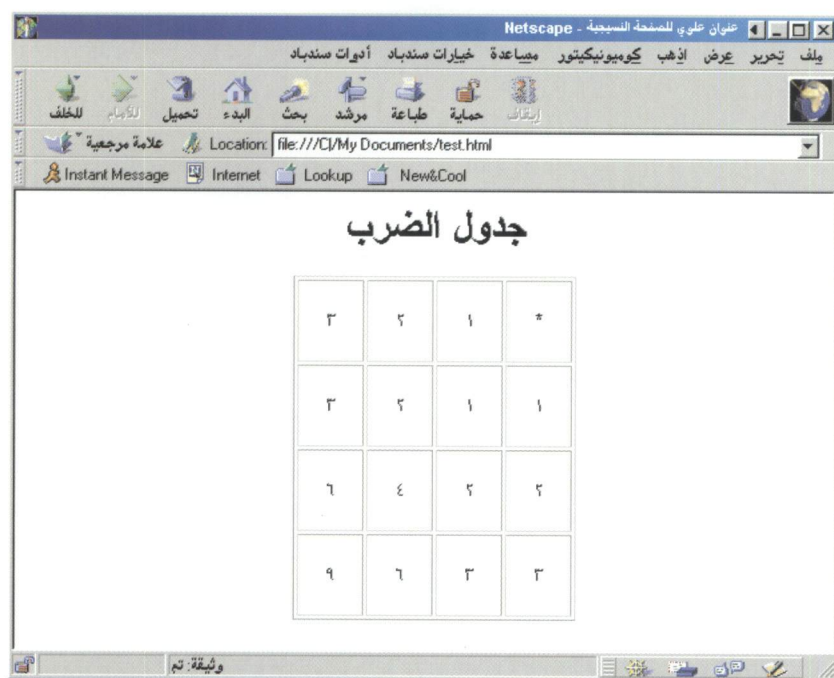 عنوان علوي للصفحة النسيجية - Netscape
ملف تحرير عرض اذهب كوميونيكيتور مساعدة خيارات سندباد أدوات سندباد
للخلف للأمام تحميل البدء بحث مرشد طباعة حماية إيقاف
علامة مرجعية Location: file:///C|/My Documents/test.html
Instant Message Internet Lookup New&Cool
جدول الضرب
* ١ ٢ ٣
١ ١ ٢ ٣
٢ ٢ ٤ ٦
٣ ٣ ٦ ٩
وثيقة: تم